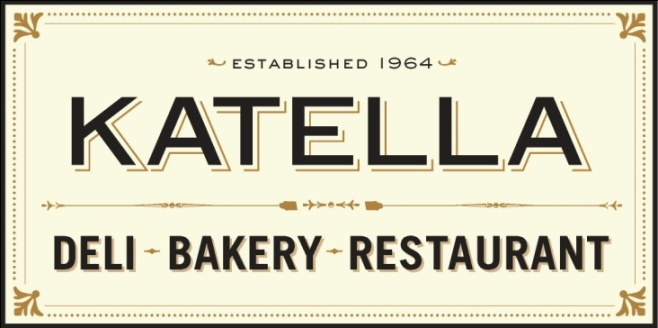 ESTABLISHED 1964
KATELLA
DELI - BAKERY - RESTAURANT